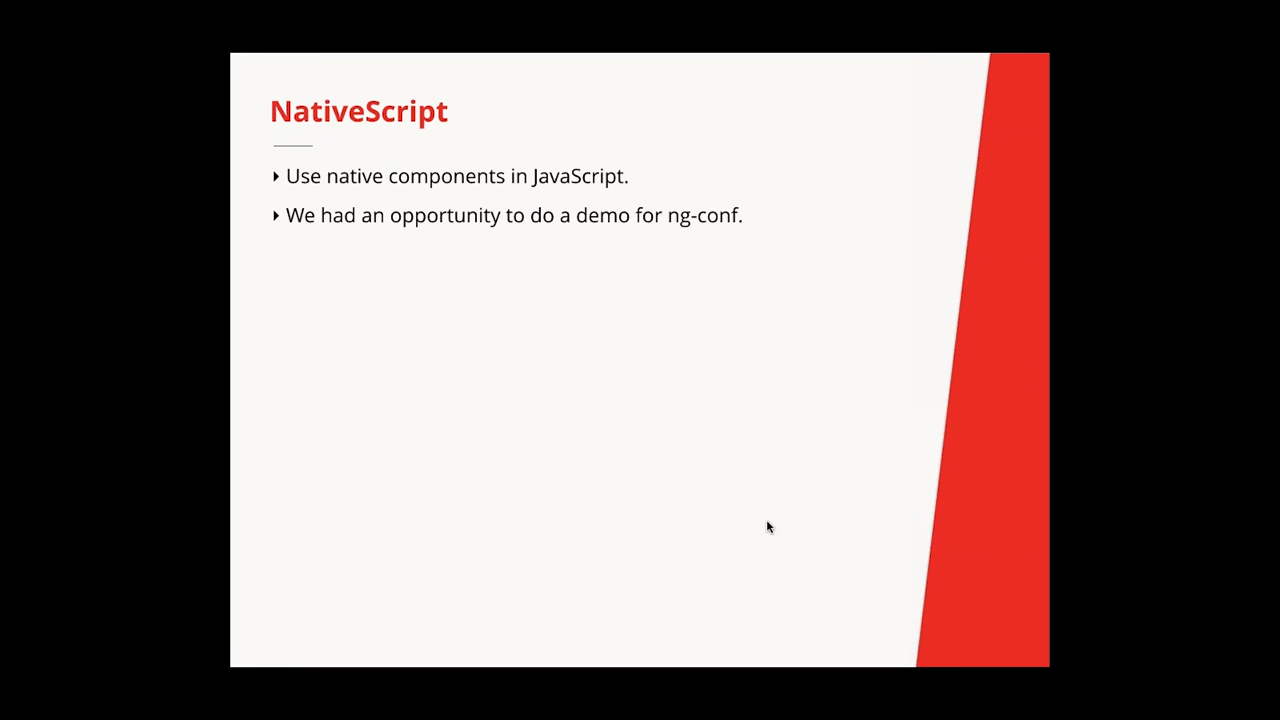 NativeScript
Use native components in JavaScript.
We had an opportunity to do a demo for ng-conf.